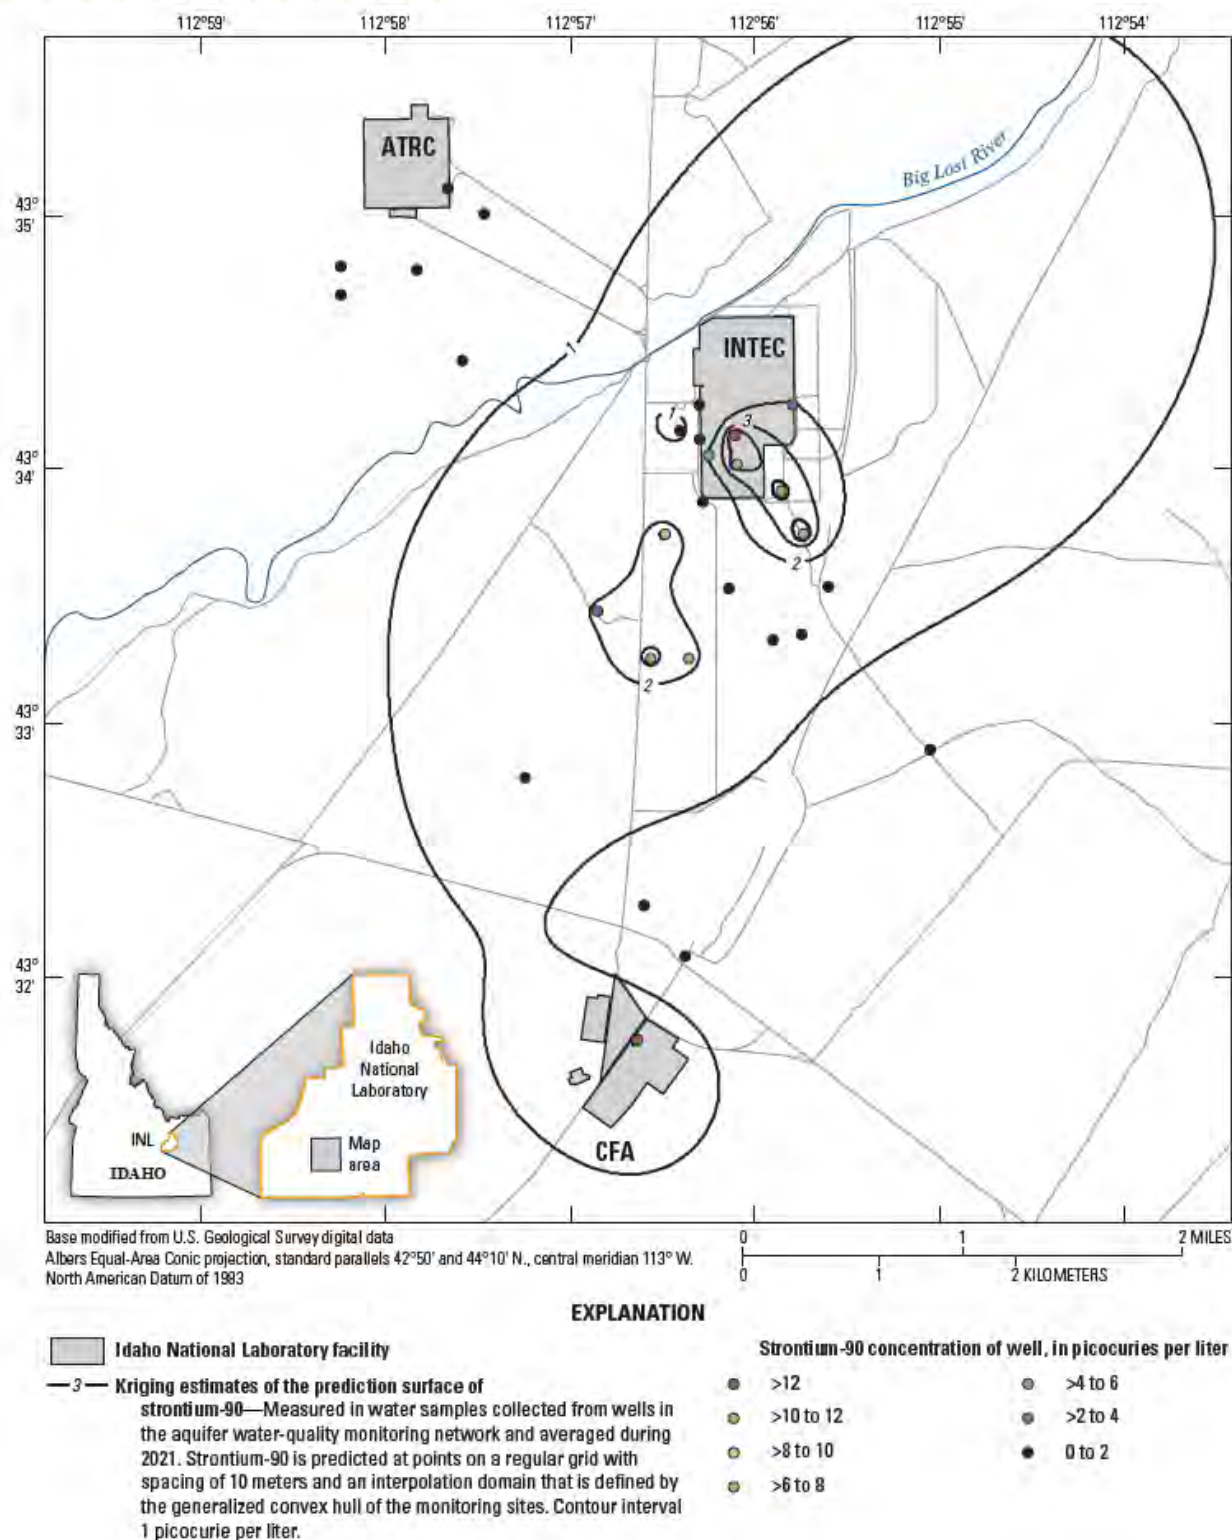 112°59'
112°58'
112°57'
112°56'
112°55'
112°54'
ATRC
Big Lost River
43°
35'
1
INTEC
1
3
43°
34'
2
2
43°
33'
43°
32'
Idaho
National
Laboratory
INL
Map
area
IDAHO
CFA
Base modified from U.S. Geological Survey digital data
Albers Equal-Area Conic projection, standard parallels 42°50' and 44°10' N., central meridian 113° W.
North American Datum of 1983
0 1 2 MILES
0 1 2 KILOMETERS
EXPLANATION
Idaho National Laboratory facility
3 Kriging estimates of the prediction surface of
strontium-90—Measured in water samples collected from wells in
the aquifer water-quality monitoring network and averaged during
2021. Strontium-90 is predicted at points on a regular grid with
spacing of 10 meters and an interpolation domain that is defined by
the generalized convex hull of the monitoring sites. Contour interval
1 picocurie per liter.
Strontium-90 concentration of well, in picocuries per liter
>12
>10 to 12
>8 to 10
>6 to 8
>4 to 6
>2 to 4
0 to 2